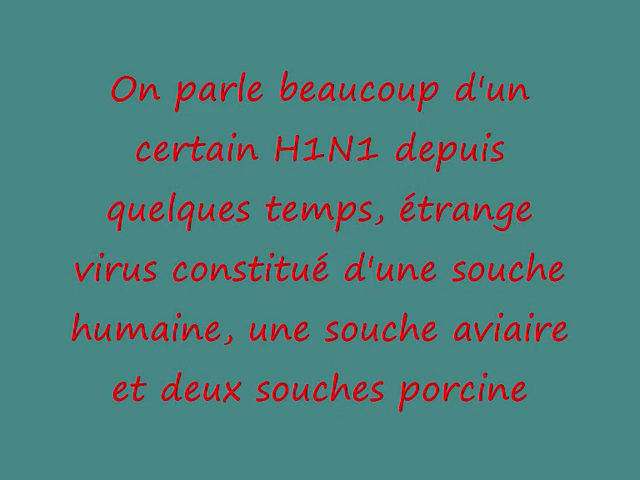 On parle beaucoup d'un
certain H1N1 depuis
quelques temps, étrange
virus constitué d'une souche
humaine, une souche aviaire
et deux souches porcine